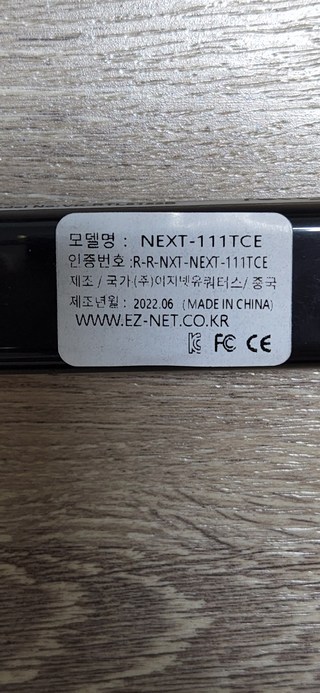 모델명 : NEXT-111TCE
인증번호 :R-R-NXT-NEXT-111TCE
제조 / 국가(주)이지넷유워터스/ 중국
제조년월 : 2022.06 (MADE IN CHINA)
WWW.EZ-NET.CO.KR
FC CE